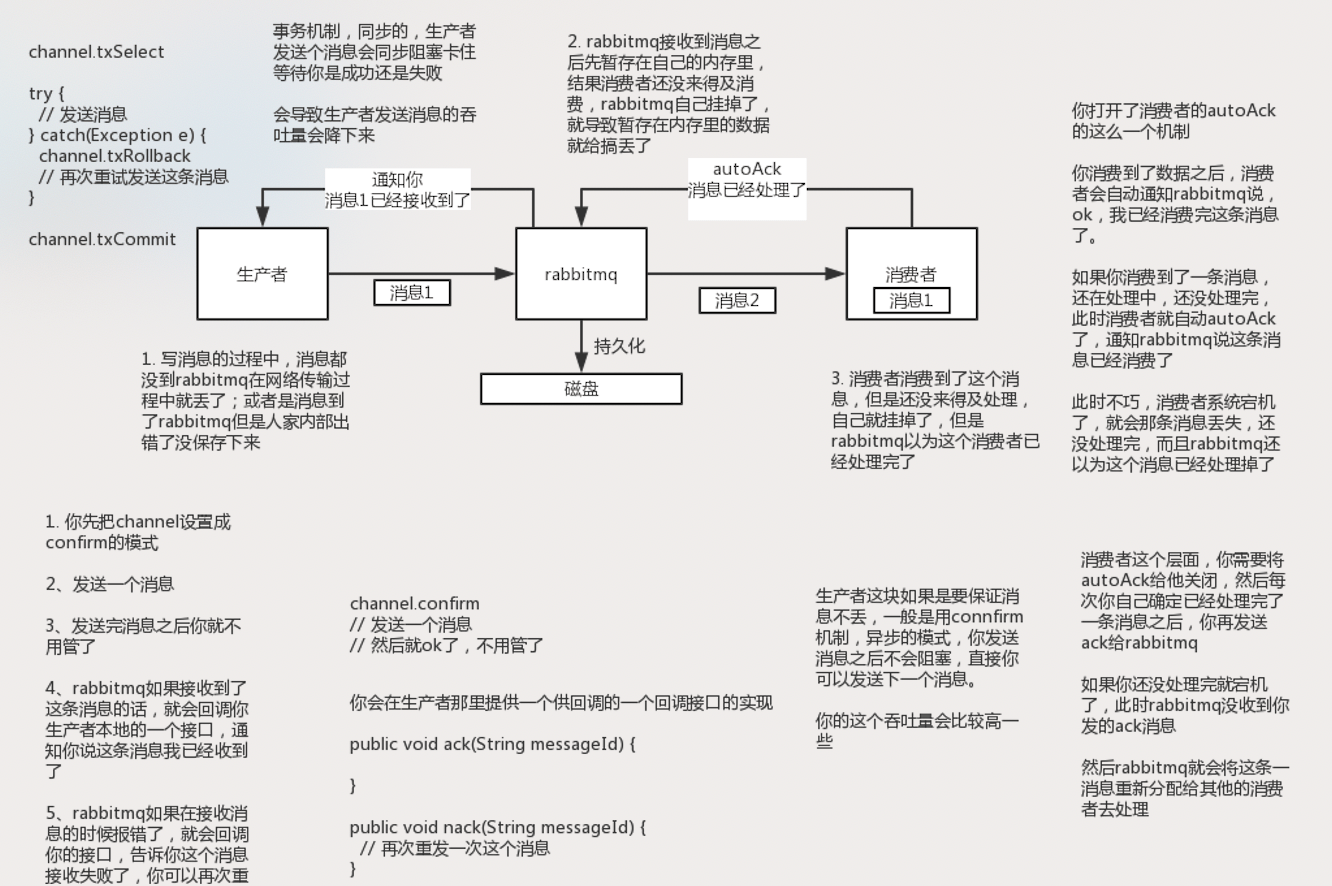 channel.txSelect
try {
// 发送消息
} catch(Exception e) {
channel.txRollback
// 再次重试发送这条消息
}
channel.txCommit
事务机制，同步的，生产者
发送个消息会同步阻塞卡住
等待你是成功还是失败
会导致生产者发送消息的吞
吐量会降下来
2. rabbitmq接收到消息之
后先暂存在自己的内存里，
结果消费者还没来得及消
费，rabbitmq自己挂掉了，
就导致暂存在内存里的数据
就给搞丢了
你打开了消费者的autoAck
的这么一个机制
你消费到了数据之后，消费
者会自动通知rabbitmq说，
ok，我已经消费完这条消息
了。
如果你消费到了一条消息，
还在处理中，还没处理完，
此时消费者就自动autoAck
了，通知rabbitmq说这条消
息已经消费了
此时不巧，消费者系统宕机
了，就会那条消息丢失，还
没处理完，而且rabbitmq还
以为这个消息已经处理掉了
通知你
消息1已经接收到了
autoAck
消息已经处理了
生产者
消息1
rabbitmq
消息2
消费者
消息1
持久化
磁盘
1. 写消息的过程中，消息都
没到rabbitmq在网络传输过
程中就丢了；或者是消息到
了rabbitmq但是人家内部出
错了没保存下来
3. 消费者消费到了这个消
息，但是还没来得及处理，
自己就挂掉了，但是
rabbitmq以为这个消费者已
经处理完了
1. 你先把channel设置成
confirm的模式
2、发送一个消息
3、发送完消息之后你就不
用管了
4、rabbitmq如果接收到了
这条消息的话，就会回调你
生产者本地的一个接口，通
知你说这条消息我已经收到
了
5、rabbitmq如果在接收消
息的时候报错了，就会回调
你的接口，告诉你这个消息
接收失败了，你可以再次重
channel.confirm
// 发送一个消息
// 然后就ok了，不用管了
你会在生产者那里提供一个供回调的一个回调接口的实现
public void ack(String messageId) {
}
public void nack(String messageId) {
// 再次重发一次这个消息
}
生产者这块如果是要保证消
息不丢，一般是用connfirm
机制，异步的模式，你发送
消息之后不会阻塞，直接你
可以发送下一个消息。
你的这个吞吐量会比较高一
些
消费者这个层面，你需要将
autoAck给他关闭，然后每
次你自己确定已经处理完了
一条消息之后，你再发送
ack给rabbitmq
如果你还没处理完就宕机
了，此时rabbitmq没收到你
发的ack消息
然后rabbitmq就会将这条一
消息重新分配给其他的消费
者去处理